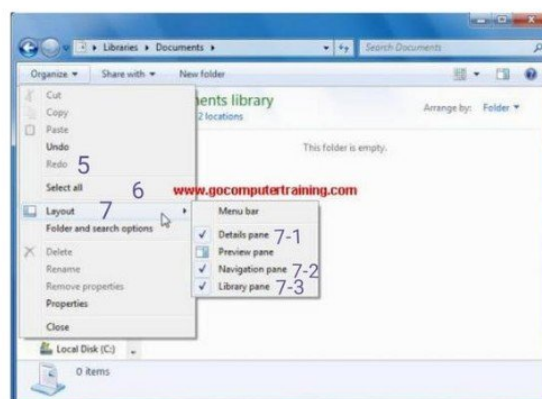 Libraries ▸ Documents ▸
Search Documents
Organize ▾ Share with ▾ New folder
Cut
Copy
Paste
Undo
Redo 5
Select all 6
Layout 7
Folder and search options
Delete
Rename
Remove properties
Properties
Close
ents library
2 locations
Arrange by: Folder ▾
This folder is empty.
www.gocomputertraining.com
Menu bar
Details pane 7-1
Preview pane
Navigation pane 7-2
Library pane 7-3
Local Disk (C:)
0 items